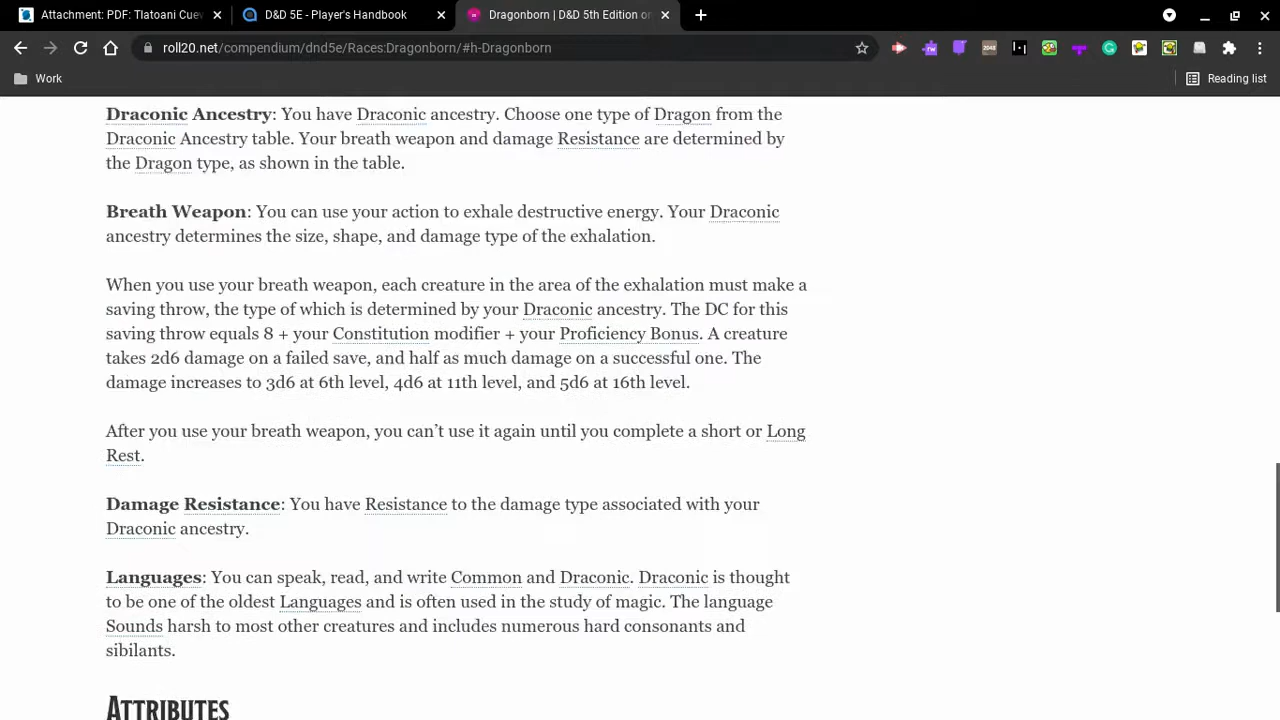 Attachment: PDF: Tlatoani Cuev
D&D 5E - Player's Handbook
Dragonborn | D&D 5th Edition on
roll20.net/compendium/dnd5e/Races:Dragonborn/#h-Dragonborn
Work
Reading list
Draconic Ancestry: You have Draconic ancestry. Choose one type of Dragon from the
Draconic Ancestry table. Your breath weapon and damage Resistance are determined by
the Dragon type, as shown in the table.
Breath Weapon: You can use your action to exhale destructive energy. Your Draconic
ancestry determines the size, shape, and damage type of the exhalation.
When you use your breath weapon, each creature in the area of the exhalation must make a
saving throw, the type of which is determined by your Draconic ancestry. The DC for this
saving throw equals 8 + your Constitution modifier + your Proficiency Bonus. A creature
takes 2d6 damage on a failed save, and half as much damage on a successful one. The
damage increases to 3d6 at 6th level, 4d6 at 11th level, and 5d6 at 16th level.
After you use your breath weapon, you can’t use it again until you complete a short or Long
Rest.
Damage Resistance: You have Resistance to the damage type associated with your
Draconic ancestry.
Languages: You can speak, read, and write Common and Draconic. Draconic is thought
to be one of the oldest Languages and is often used in the study of magic. The language
Sounds harsh to most other creatures and includes numerous hard consonants and
sibilants.
ATTRIBUTES